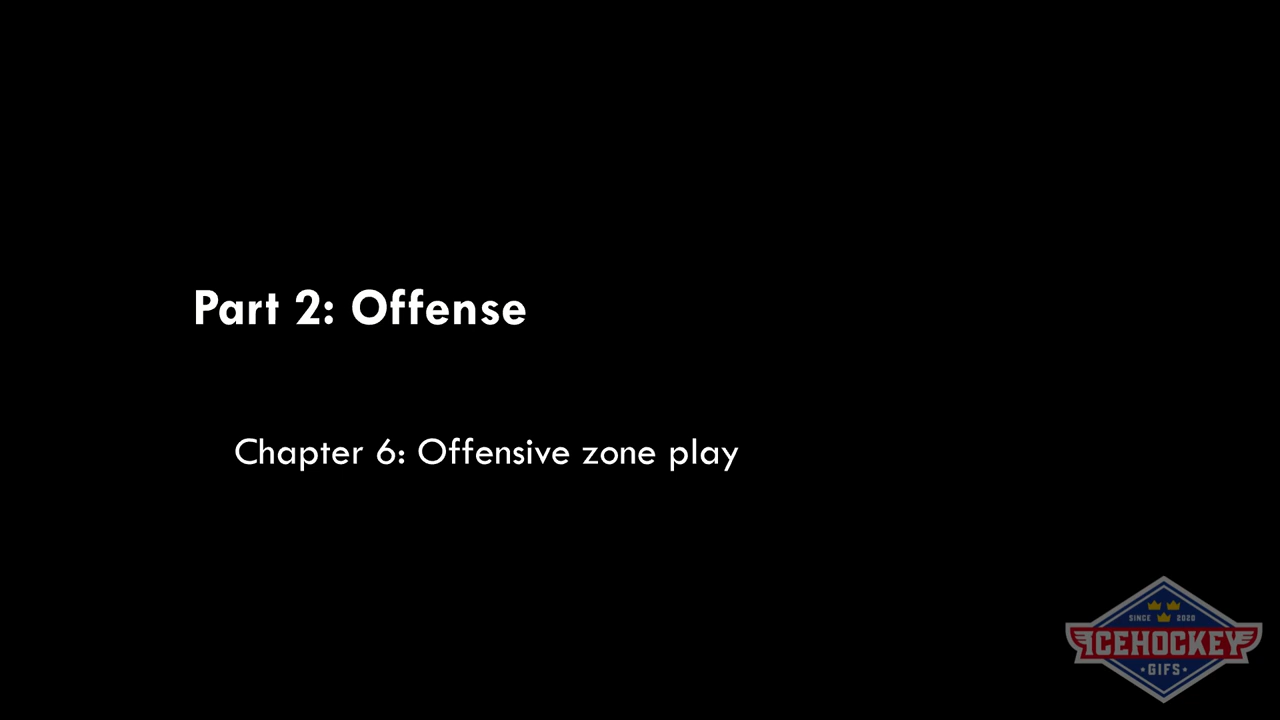 Part 2: Offense
Chapter 6: Offensive zone play
SINCE 2020
ICEHOCKEY
GIFS